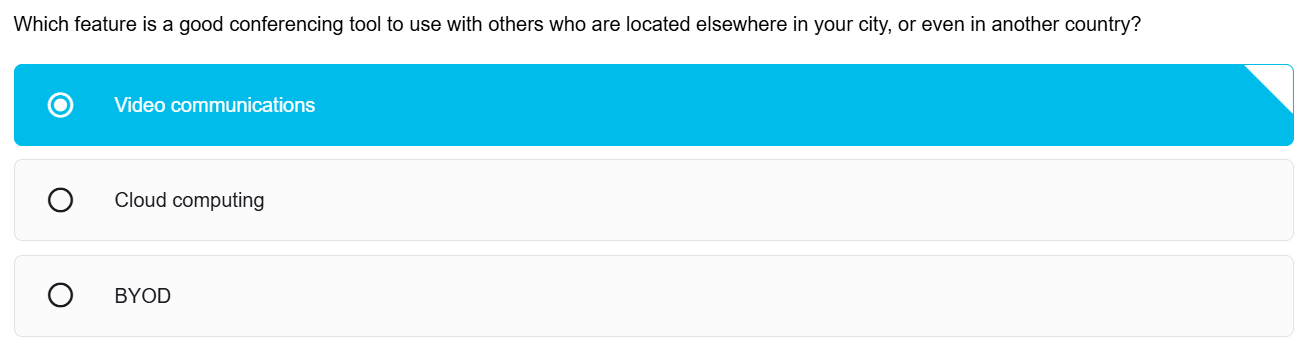 Which feature is a good conferencing tool to use with others who are located elsewhere in your city, or even in another country?
Video communications
Cloud computing
BYOD